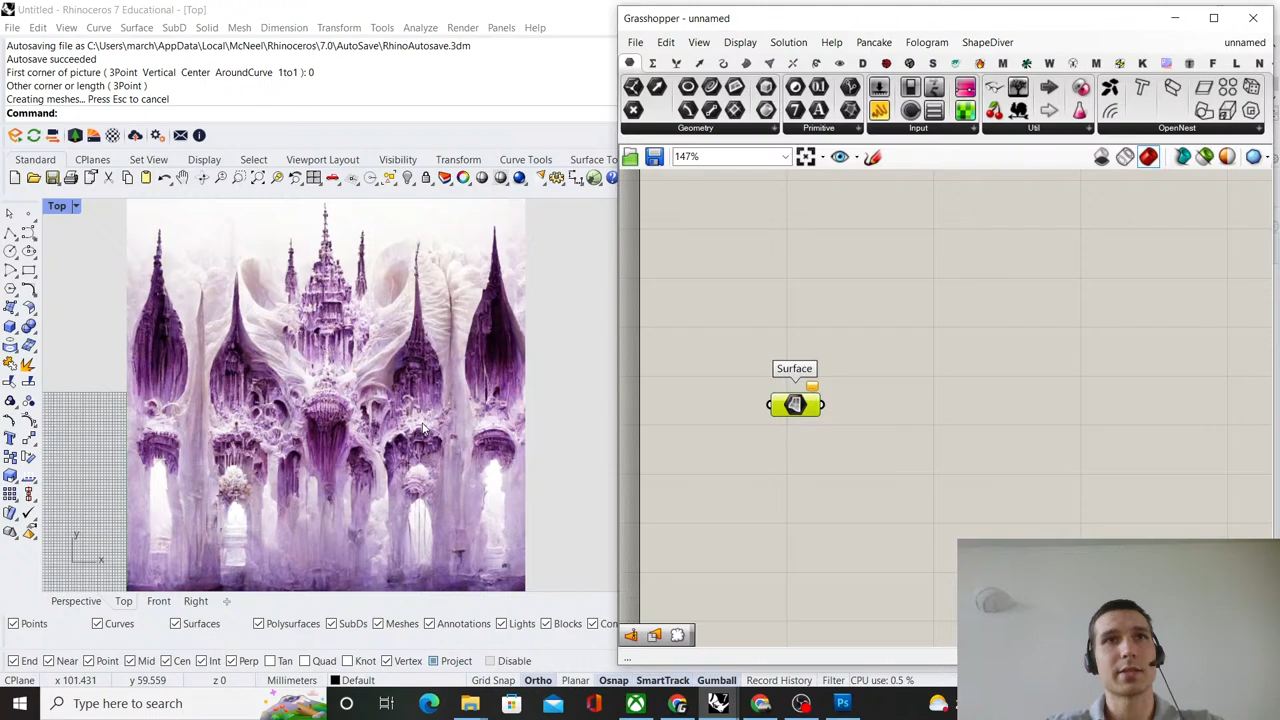 Untitled - Rhinoceros 7 Educational - [Top]
File Edit View Curve Surface SubD Solid Mesh Dimension Transform Tools Analyze Render Panels
Autosaving file as C:\Users\march\AppData\Local\McNeel\Rhinoceros\7.0\AutoSave\RhinoAutosave.3dm
Autosave succeeded
First corner of picture ( 3Point Vertical Center AroundCurve 1to1 ): 0
Other corner or length ( 3Point )
Creating meshes... Press Esc to cancel
Command:
Standard CPlanes Set View Display Select Viewport Layout Visibility Transform Curve Tools Surface To
Top
y
x
Perspective Top Front Right
Points Curves Surfaces Polysurfaces SubDs Meshes Annotations Lights Blocks Con
End Near Point Mid Cen Int Perp Tan Quad Knot Vertex Project Disable
CPlane x 101.431 y 59.559 z 0 Millimeters Default Grid Snap Ortho Planar Osnap SmartTrack Gumball Record History Filter CPU use: 0.5 %
Grasshopper - unnamed
File Edit View Display Solution Help Pancake Fologram ShapeDiver unnamed
D S M W M K T F L N
Geometry Primitive Input Util OpenNest
147%
Surface
...
Type here to search
Ps
2